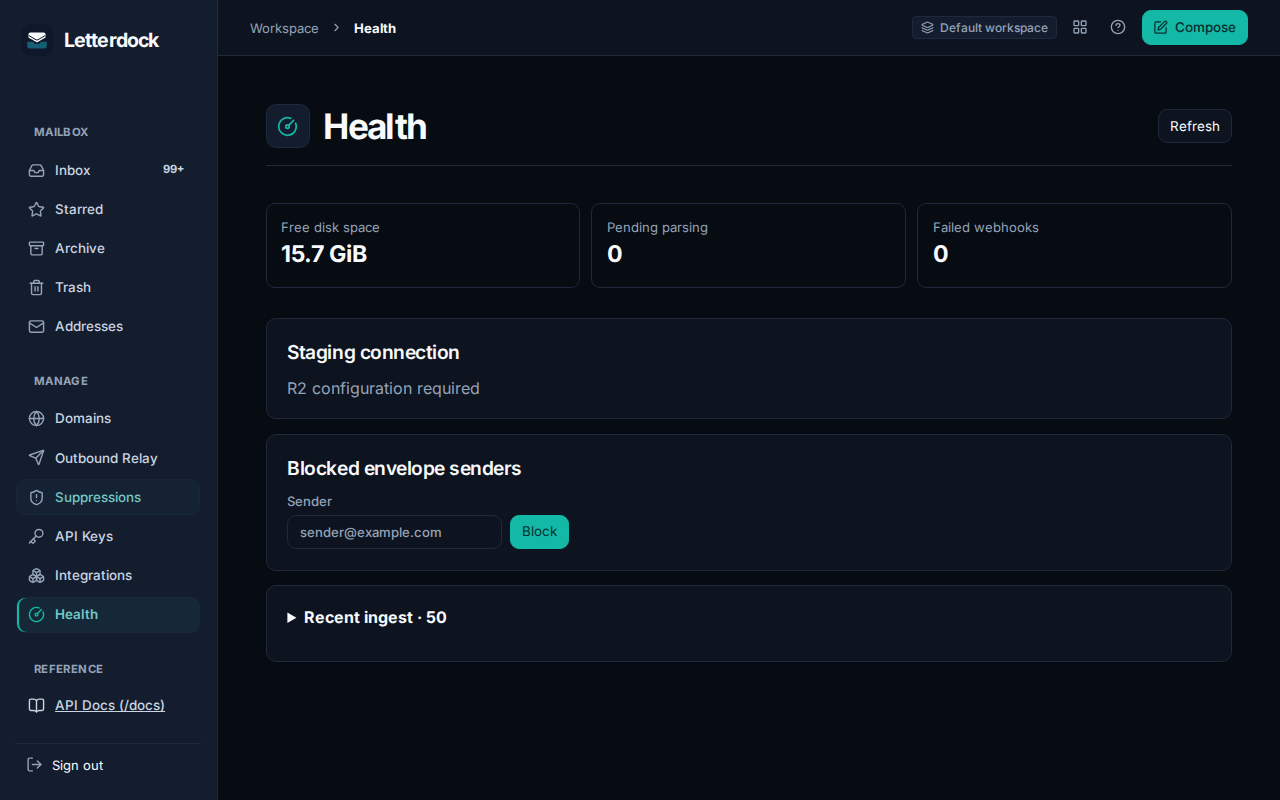 Letterdock
MAILBOX
Inbox 99+
Starred
Archive
Trash
Addresses
MANAGE
Domains
Outbound Relay
Suppressions
API Keys
Integrations
Health
REFERENCE
API Docs (/docs)
Sign out
Workspace > Health
Default workspace
Compose
Health
Refresh
Free disk space
15.7 GiB
Pending parsing
0
Failed webhooks
0
Staging connection
R2 configuration required
Blocked envelope senders
Sender
sender@example.com
Block
Recent ingest · 50